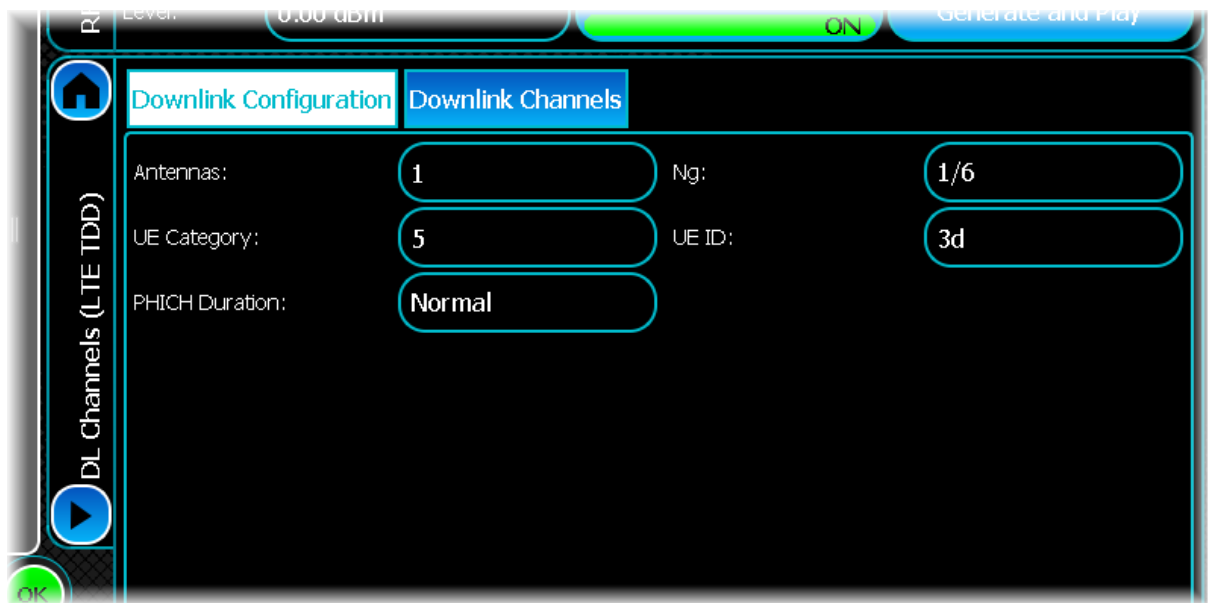 RF
Level:
0.00 dBm
ON
Generate and Play
Downlink Configuration
Downlink Channels
Antennas:
1
Ng:
1/6
UE Category:
5
UE ID:
3d
PHICH Duration:
Normal
DL Channels (LTE TDD)
OK